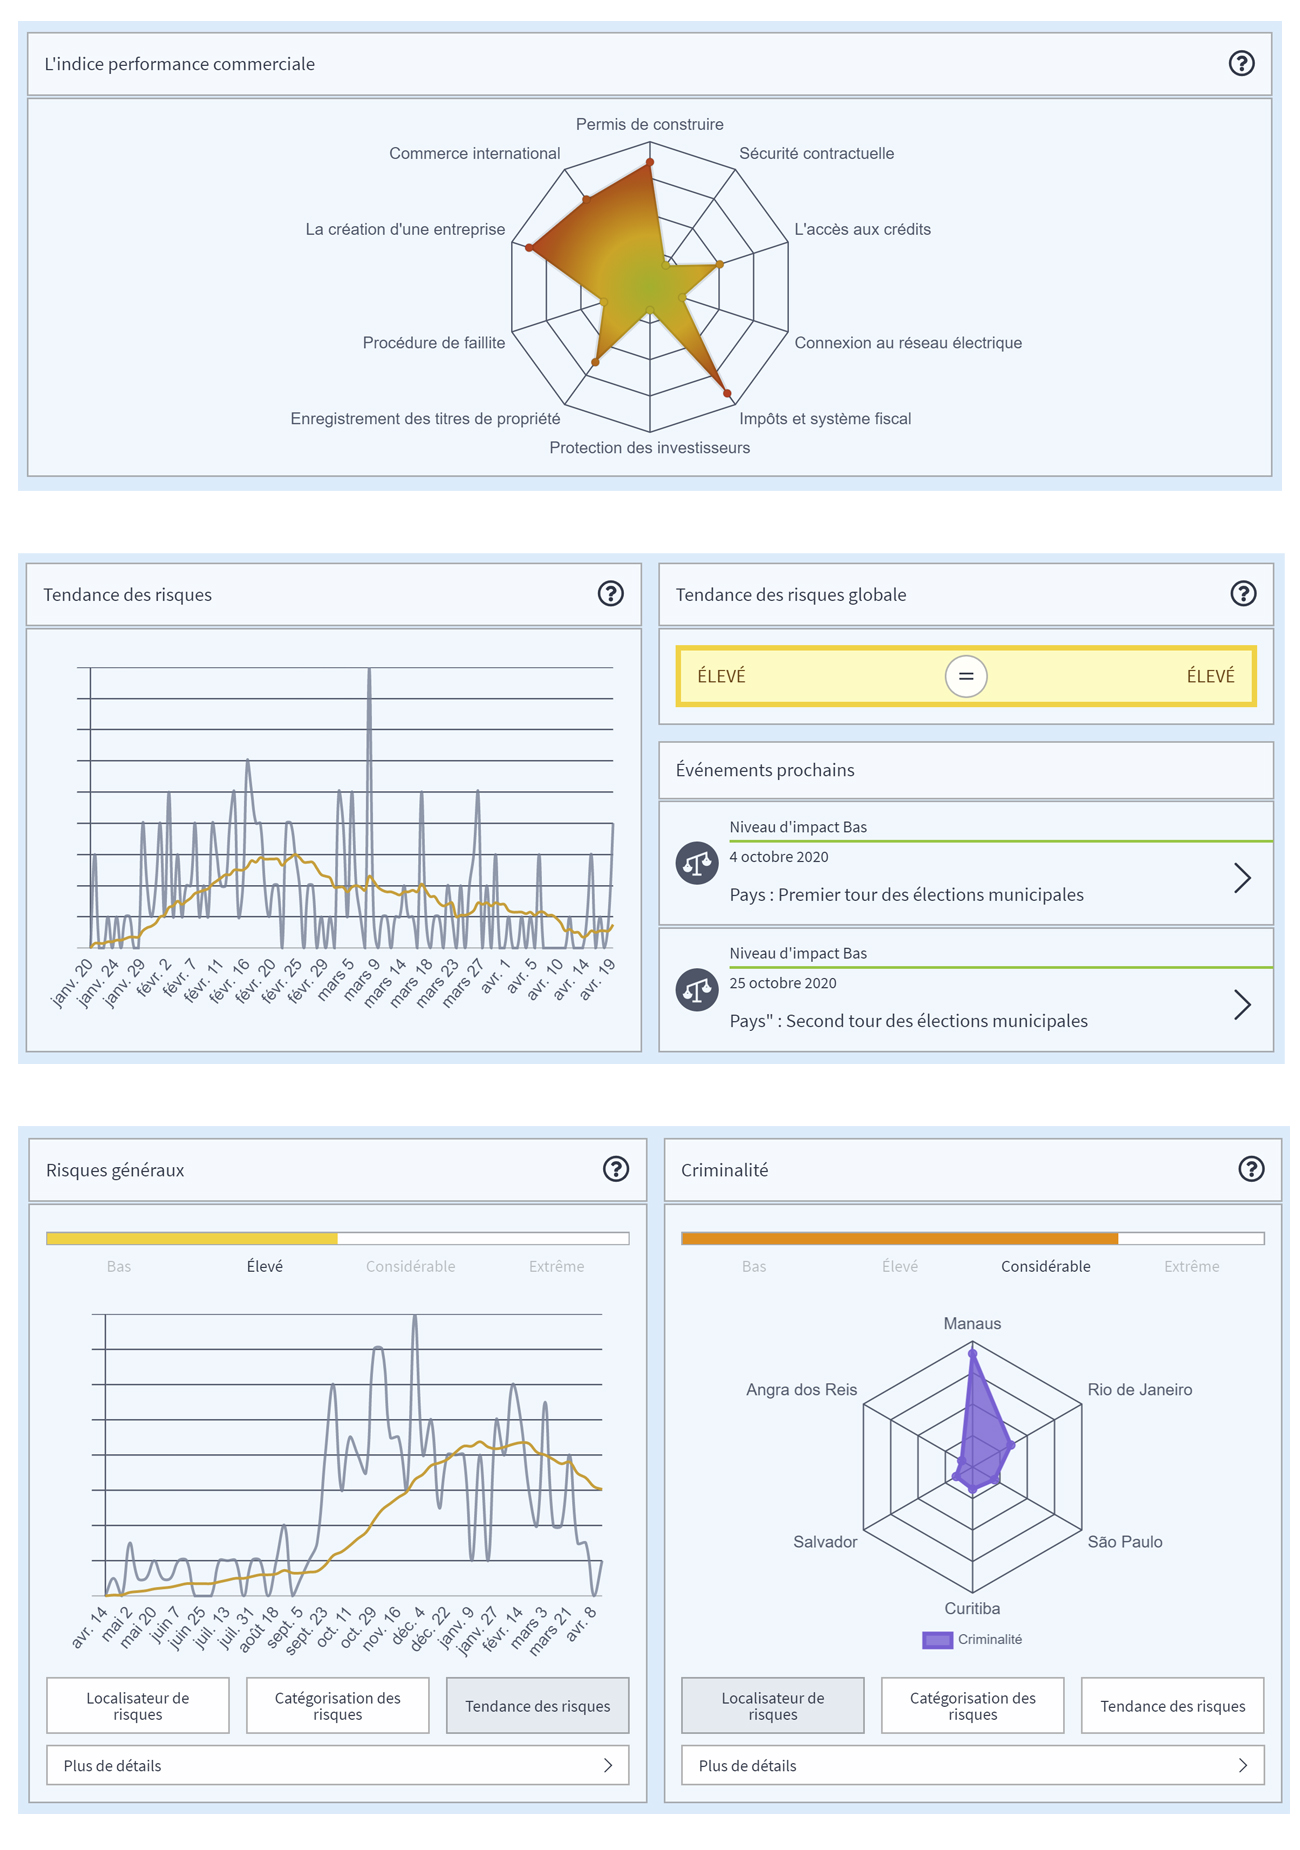 L'indice performance commerciale
Permis de construire
Commerce international
Sécurité contractuelle
La création d'une entreprise
L'accès aux crédits
Procédure de faillite
Connexion au réseau électrique
Enregistrement des titres de propriété
Impôts et système fiscal
Protection des investisseurs
Tendance des risques
janv. 20
janv. 24
janv. 29
févr. 2
févr. 7
févr. 11
févr. 16
févr. 20
févr. 25
févr. 29
mars 5
mars 9
mars 14
mars 18
mars 23
mars 27
avr. 1
avr. 5
avr. 10
avr. 14
avr. 19
Tendance des risques globale
ÉLEVÉ = ÉLEVÉ
Événements prochains
Niveau d'impact Bas
4 octobre 2020
Pays : Premier tour des élections municipales
Niveau d'impact Bas
25 octobre 2020
Pays" : Second tour des élections municipales
Risques généraux
Bas Élevé Considérable Extrême
avr. 14
mai 2
mai 20
juin 7
juin 25
juil. 13
juil. 31
août 18
sept. 5
sept. 23
oct. 11
oct. 29
nov. 16
déc. 4
déc. 22
janv. 9
janv. 27
févr. 14
mars 3
mars 21
avr. 8
Localisateur de
risques
Catégorisation des
risques
Tendance des risques
Plus de détails
Criminalité
Bas Élevé Considérable Extrême
Manaus
Angra dos Reis
Rio de Janeiro
Salvador
São Paulo
Curitiba
Criminalité
Localisateur de
risques
Catégorisation des
risques
Tendance des risques
Plus de détails